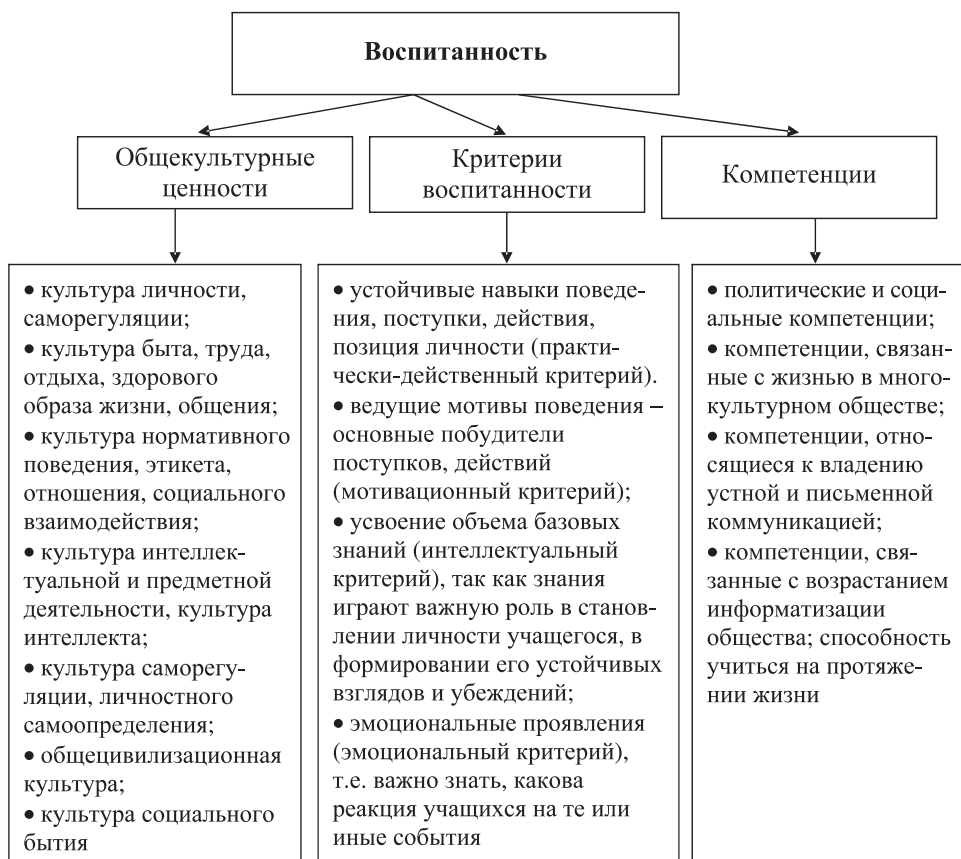 Воспитанность
Общекультурные
ценности
Критерии
воспитанности
Компетенции
• культура личности,
саморегуляции;
• культура быта, труда,
отдыха, здорового
образа жизни, общения;
• культура нормативного
поведения, этикета,
отношения, социального
взаимодействия;
• культура интеллек-
туальной и предметной
деятельности, культура
интеллекта;
• культура саморегу-
ляции, личностного
самоопределения;
• общецивилизационная
культура;
• культура социального
бытия
• устойчивые навыки поведе-
ния, поступки, действия,
позиция личности (практи-
чески-действенный критерий).
• ведущие мотивы поведения –
основные побудители
поступков, действий
(мотивационный критерий);
• усвоение объема базовых
знаний (интеллектуальный
критерий), так как знания
играют важную роль в станов-
лении личности учащегося, в
формировании его устойчивых
взглядов и убеждений;
• эмоциональные проявления
(эмоциональный критерий),
т.е. важно знать, какова
реакция учащихся на те или
иные события
• политические и соци-
альные компетенции;
• компетенции, связан-
ные с жизнью в много-
культурном обществе;
• компетенции, отно-
сящиеся к владению
устной и письменной
коммуникацией;
• компетенции, свя-
занные с возрастанием
информатизации
общества; способность
учиться на протяже-
нии жизни